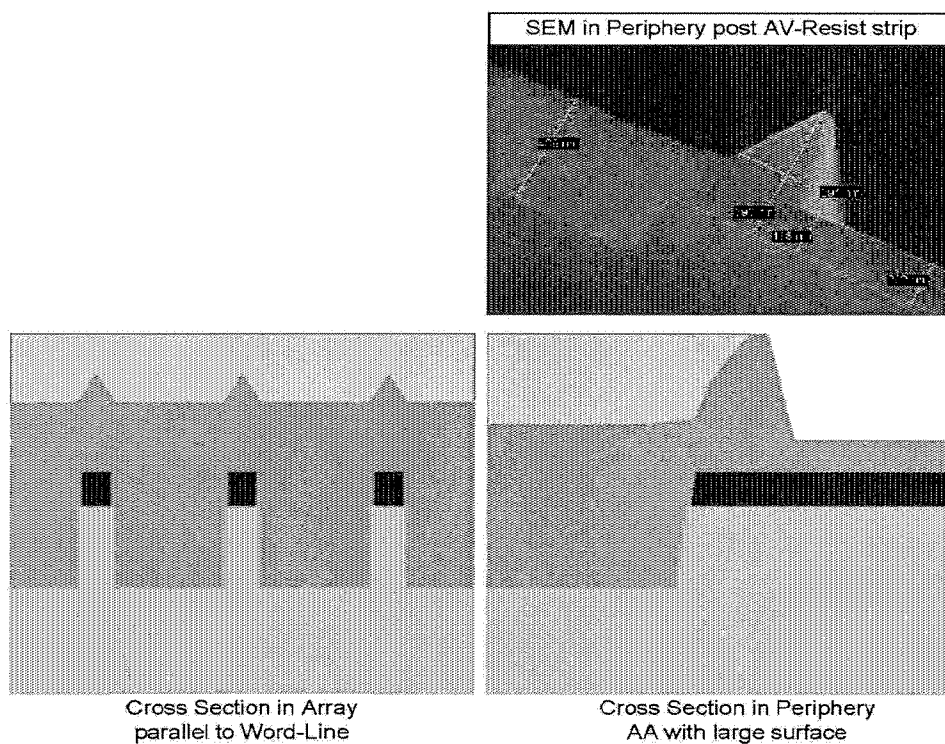 SEM in Periphery post AV-Resist strip
Cross Section in Array
parallel to Word-Line
Cross Section in Periphery
AA with large surface